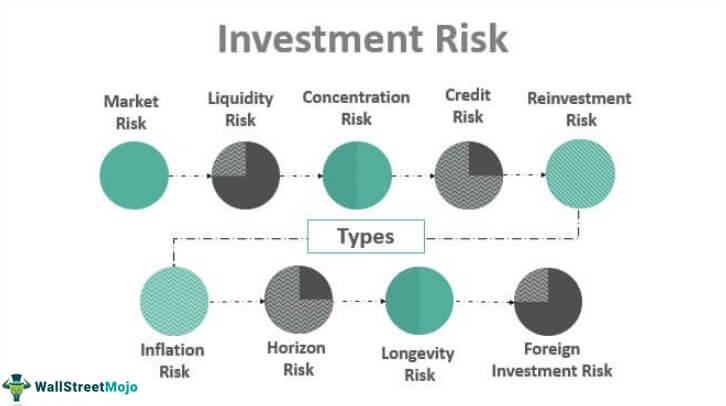 Investment Risk
Market
Risk
Liquidity
Risk
Concentration
Risk
Credit
Risk
Reinvestment
Risk
Types
Inflation
Risk
Horizon
Risk
Longevity
Risk
Foreign
Investment Risk
WallStreetMojo